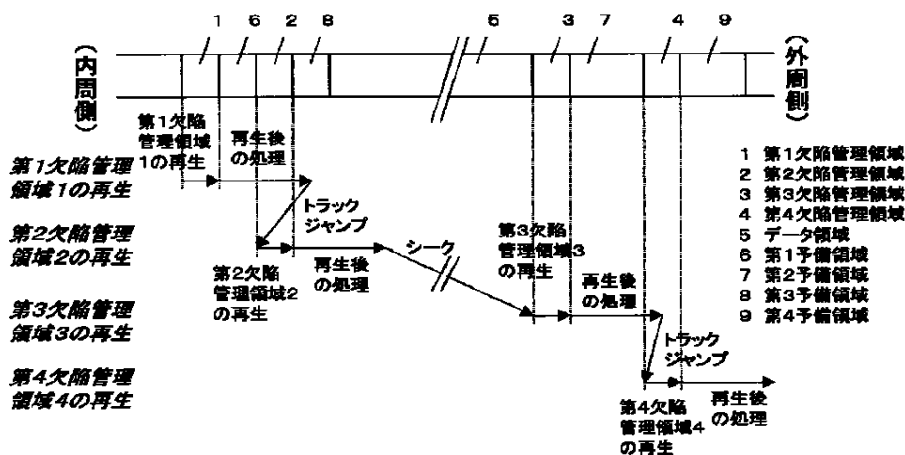 1 6 2 8 5 3 7 4 9
（内周側）
（外周側）
第1欠陥
管理領域
1の再生
再生後
の処理
第1欠陥管理
領域1の再生
トラック
ジャンプ
第2欠陥管理
領域2の再生
第2欠陥
管理領域2
の再生
再生後
の処理
シーク
第3欠陥
管理領域3
の再生
再生後
の処理
第3欠陥管理
領域3の再生
トラック
ジャンプ
第4欠陥管理
領域4の再生
第4欠陥
管理領域4
の再生
再生後
の処理
1 第1欠陥管理領域
2 第2欠陥管理領域
3 第3欠陥管理領域
4 第4欠陥管理領域
5 データ領域
6 第1予備領域
7 第2予備領域
8 第3予備領域
9 第4予備領域